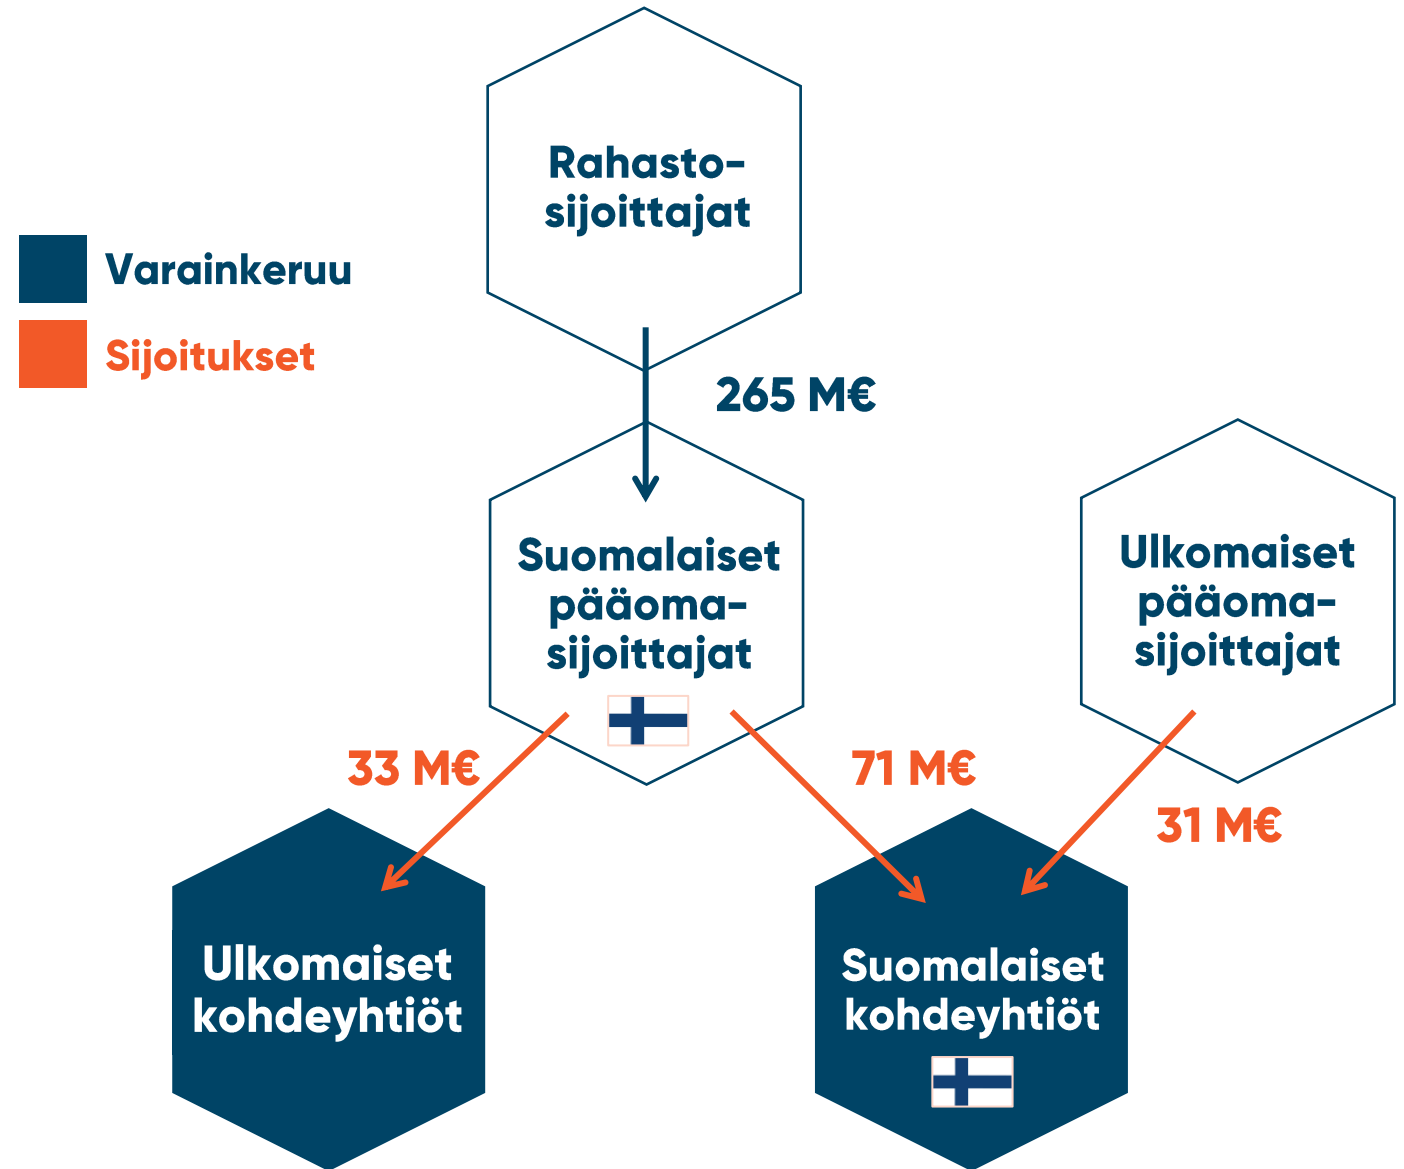 Rahasto-
sijoittajat
Varainkeruu
Sijoitukset
265 M€
Suomalaiset
pääoma-
sijoittajat
Ulkomaiset
pääoma-
sijoittajat
33 M€
71 M€
31 M€
Ulkomaiset
kohdeyhtiöt
Suomalaiset
kohdeyhtiöt